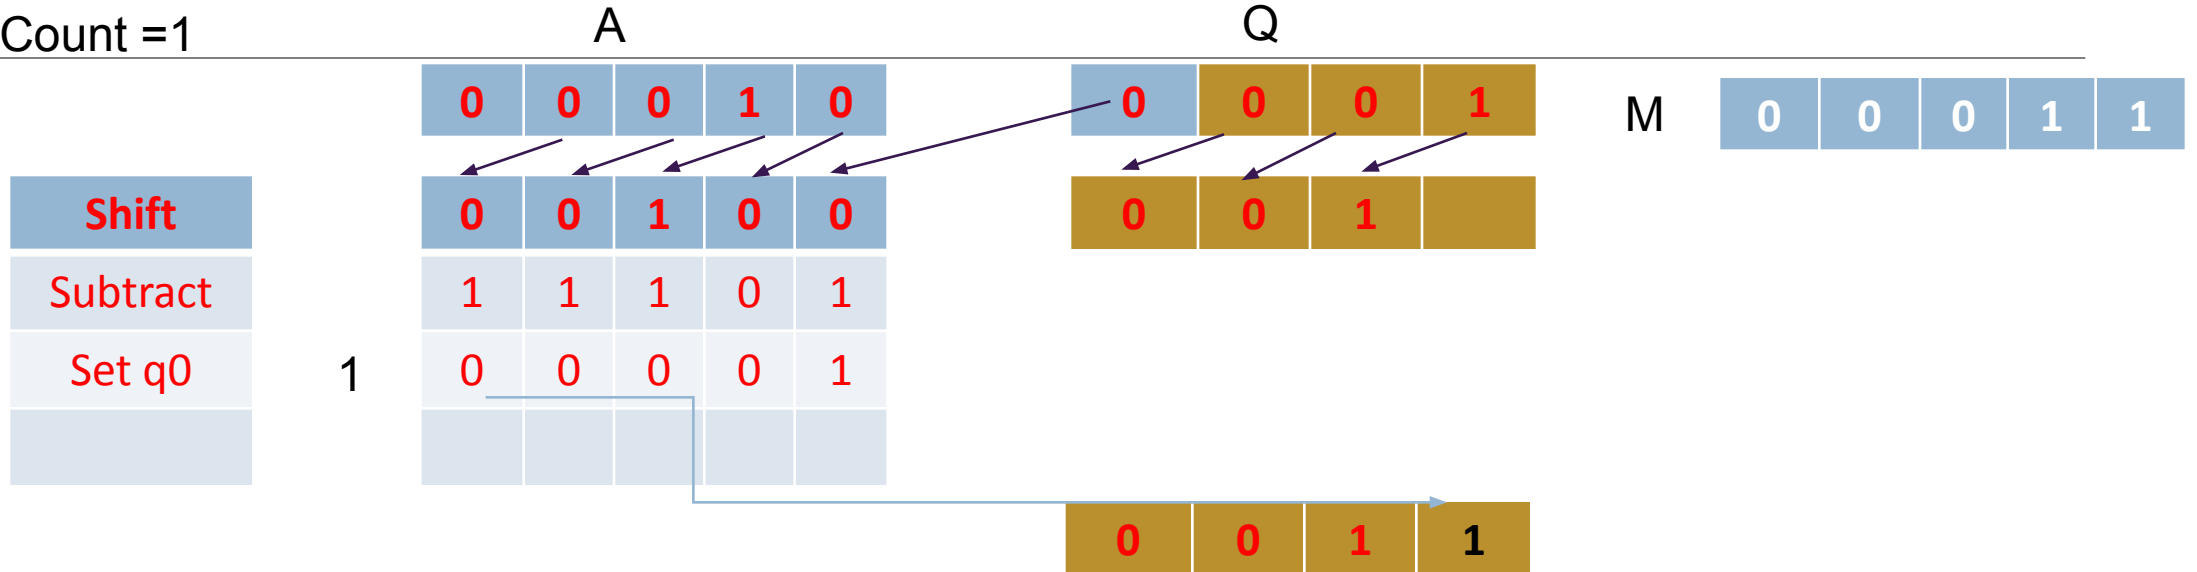 Count =1 A Q
0 0 0 1 0 0 0 0 1 M 0 0 0 1 1
Shift 0 0 1 0 0 0 0 1
Subtract 1 1 1 0 1
Set q0 1 0 0 0 0 1
0 0 1 1